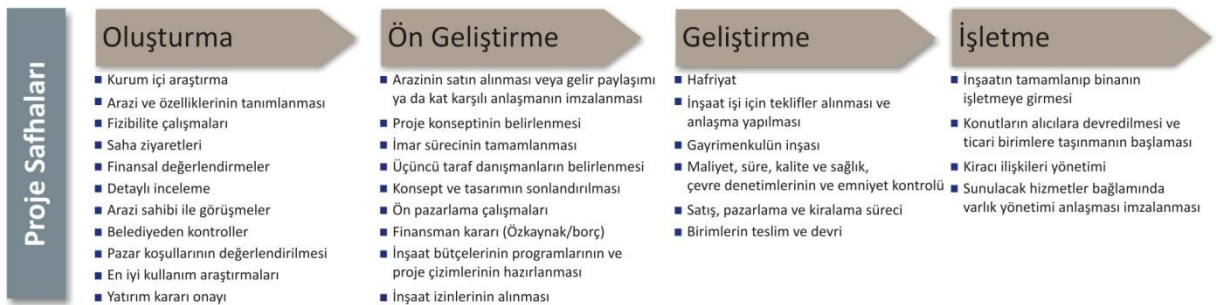 Proje Safhaları
Oluşturma
■ Kurum içi araştırma
■ Arazi ve özelliklerinin tanımlanması
■ Fizibilite çalışmaları
■ Saha ziyaretleri
■ Finansal değerlendirmeler
■ Detaylı inceleme
■ Arazi sahibi ile görüşmeler
■ Belediyeden kontroller
■ Pazar koşullarının değerlendirilmesi
■ En iyi kullanım araştırmaları
■ Yatırım kararı onayı
Ön Geliştirme
■ Arazinin satın alınması veya gelir paylaşımı
ya da kat karşılı anlaşmanın imzalanması
■ Proje konseptinin belirlenmesi
■ İmar sürecinin tamamlanması
■ Üçüncü taraf danışmanların belirlenmesi
■ Konsept ve tasarımın sonlandırılması
■ Ön pazarlama çalışmaları
■ Finansman kararı (Özkaynak/borç)
■ İnşaat bütçelerinin programlarının ve
proje çizimlerinin hazırlanması
■ İnşaat izinlerinin alınması
Geliştirme
■ Hafriyat
■ İnşaat işi için teklifler alınması ve
anlaşma yapılması
■ Gayrimenkulün inşası
■ Maliyet, süre, kalite ve sağlık,
çevre denetimlerinin ve emniyet kontrolü
■ Satış, pazarlama ve kiralama süreci
■ Birimlerin teslim ve devri
İşletme
■ İnşaatın tamamlanıp binanın
işletmeye girmesi
■ Konutların alıcılara devredilmesi ve
ticari birimlere taşınmanın başlaması
■ Kiracı ilişkileri yönetimi
■ Sunulacak hizmetler bağlamında
varlık yönetimi anlaşması imzalanması